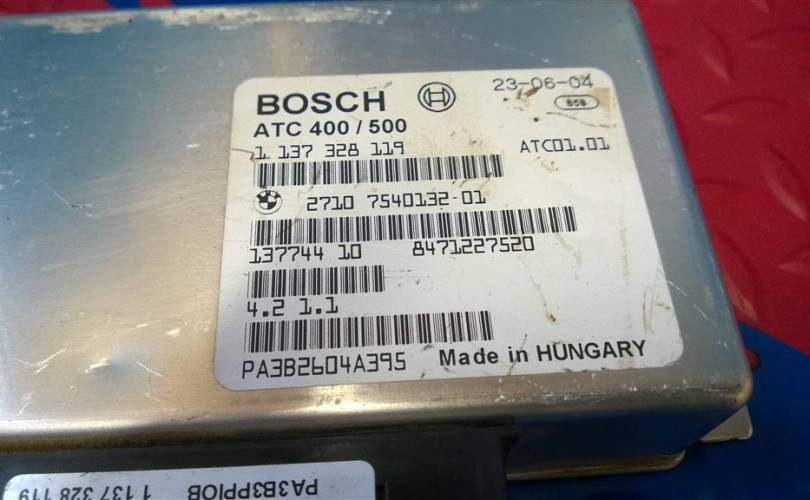 BOSCH 23-06-04
658
ATC 400 / 500
1 137 328 119 ATC01.01
2710 7540132-01
137744 10 8471227520
4.2 1.1
PA3B2604A395 Made in HUNGARY
PA3B3PPIOB 1 137 328 119